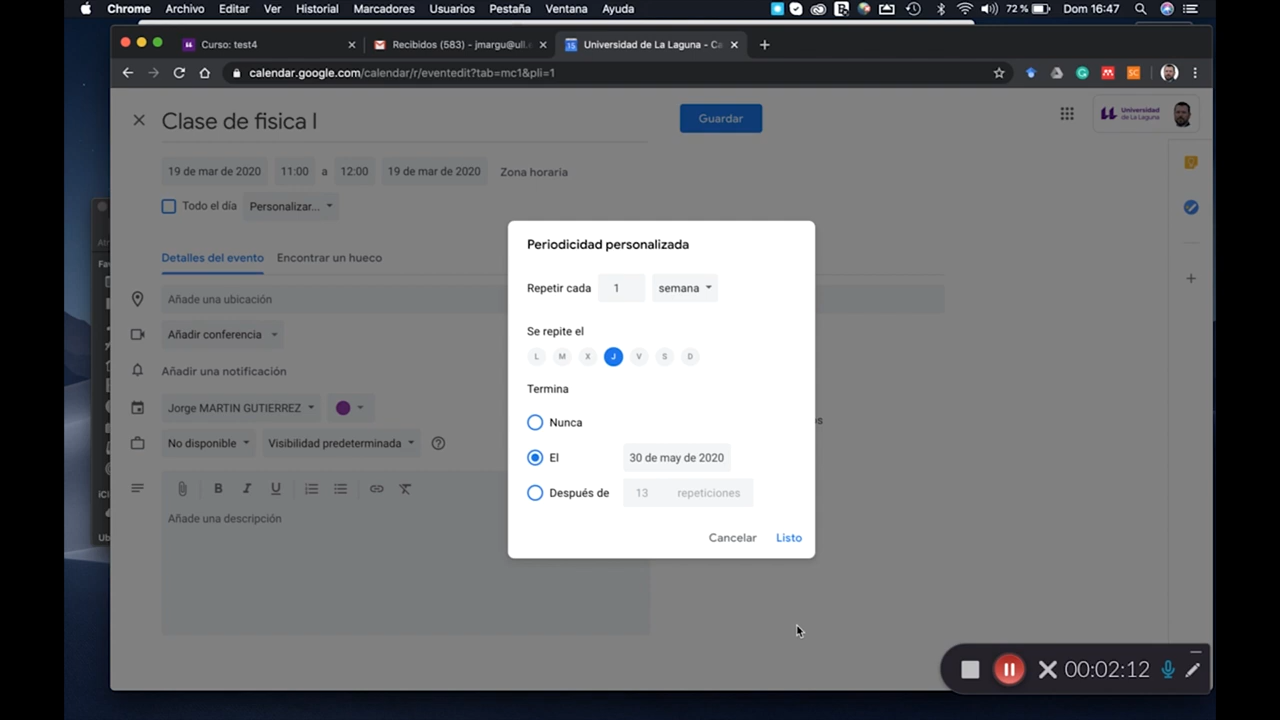 Chrome Archivo Editar Ver Historial Marcadores Usuarios Pestaña Ventana Ayuda 72 % Dom 16:47
Curso: test4 Recibidos (583) - jmargu@ull. Universidad de La Laguna - Ca
calendar.google.com/calendar/r/eventedit?tab=mc1&pli=1
Clase de fisica I Guardar Universidad de La Laguna
19 de mar de 2020 11:00 a 12:00 19 de mar de 2020 Zona horaria
Todo el día Personalizar...
Detalles del evento Encontrar un hueco
Añade una ubicación
Añadir conferencia
Añadir una notificación
Jorge MARTIN GUTIERREZ
No disponible Visibilidad predeterminada
B I U
Añade una descripción
Periodicidad personalizada
Repetir cada 1 semana
Se repite el
L M X J V S D
Termina
Nunca
El 30 de may de 2020
Después de 13 repeticiones
Cancelar Listo
00:02:12